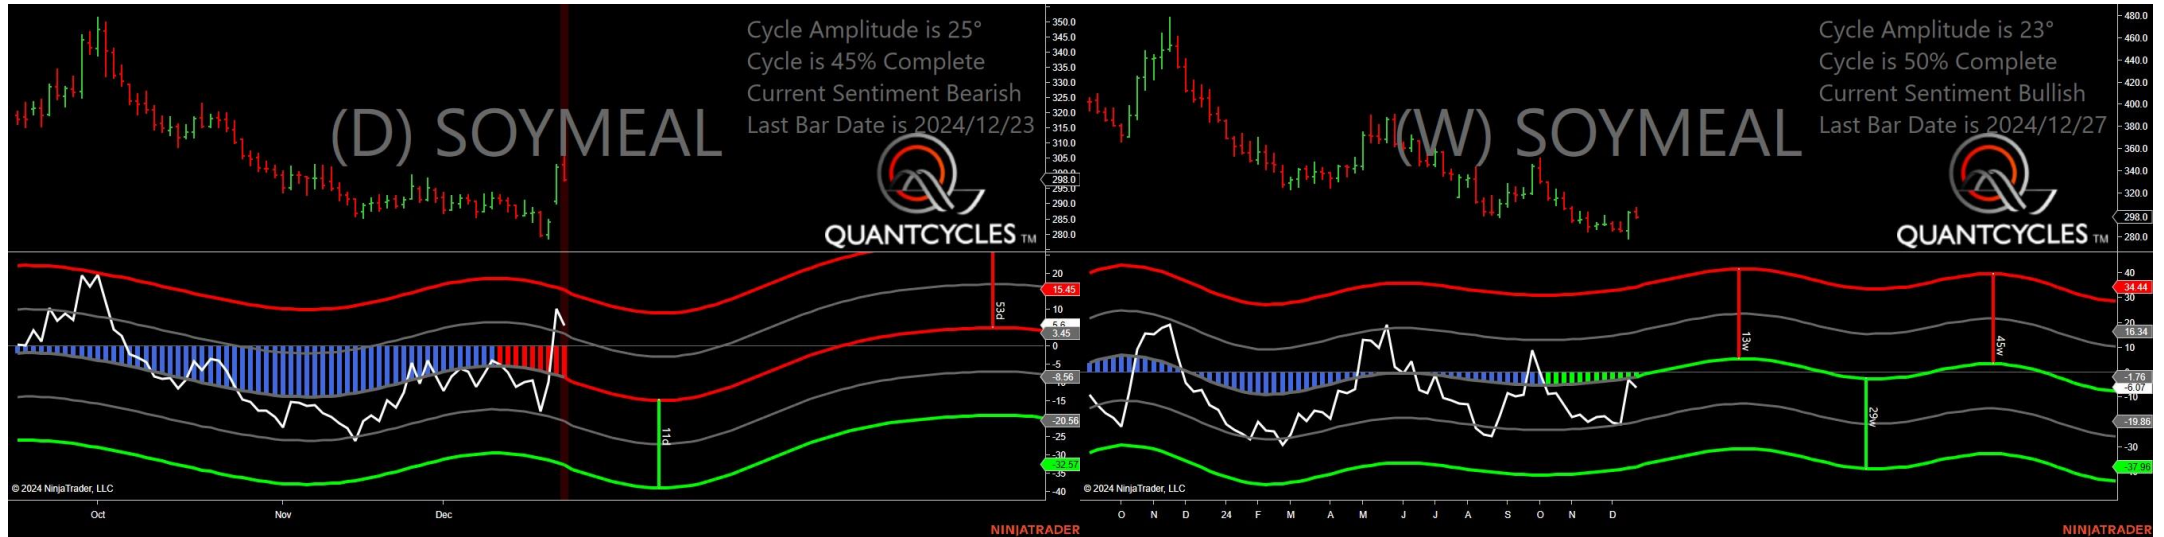 Cycle Amplitude is 25°
Cycle is 45% Complete
Current Sentiment Bearish
Last Bar Date is 2024/12/23
(D) SOYMEAL
QUANTCYCLES TM
350.0
345.0
340.0
335.0
330.0
325.0
320.0
315.0
310.0
305.0
298.0
295.0
290.0
285.0
280.0
20
15.45
10
5.6
3.45
0
-5
-8.56
-15
-20.56
-25
-30
-32.57
-35
-40
53d
11d
© 2024 NinjaTrader, LLC
Oct Nov Dec
NINJATRADER
Cycle Amplitude is 23°
Cycle is 50% Complete
Current Sentiment Bullish
Last Bar Date is 2024/12/27
(W) SOYMEAL
QUANTCYCLES TM
480.0
460.0
440.0
420.0
400.0
380.0
360.0
340.0
320.0
298.0
280.0
40
34.44
30
20
16.34
10
-1.76
-6.07
-10
-19.86
-30
-37.96
13w
45w
29w
© 2024 NinjaTrader, LLC
O N D 24 F M A M J J A S O N D
NINJATRADER